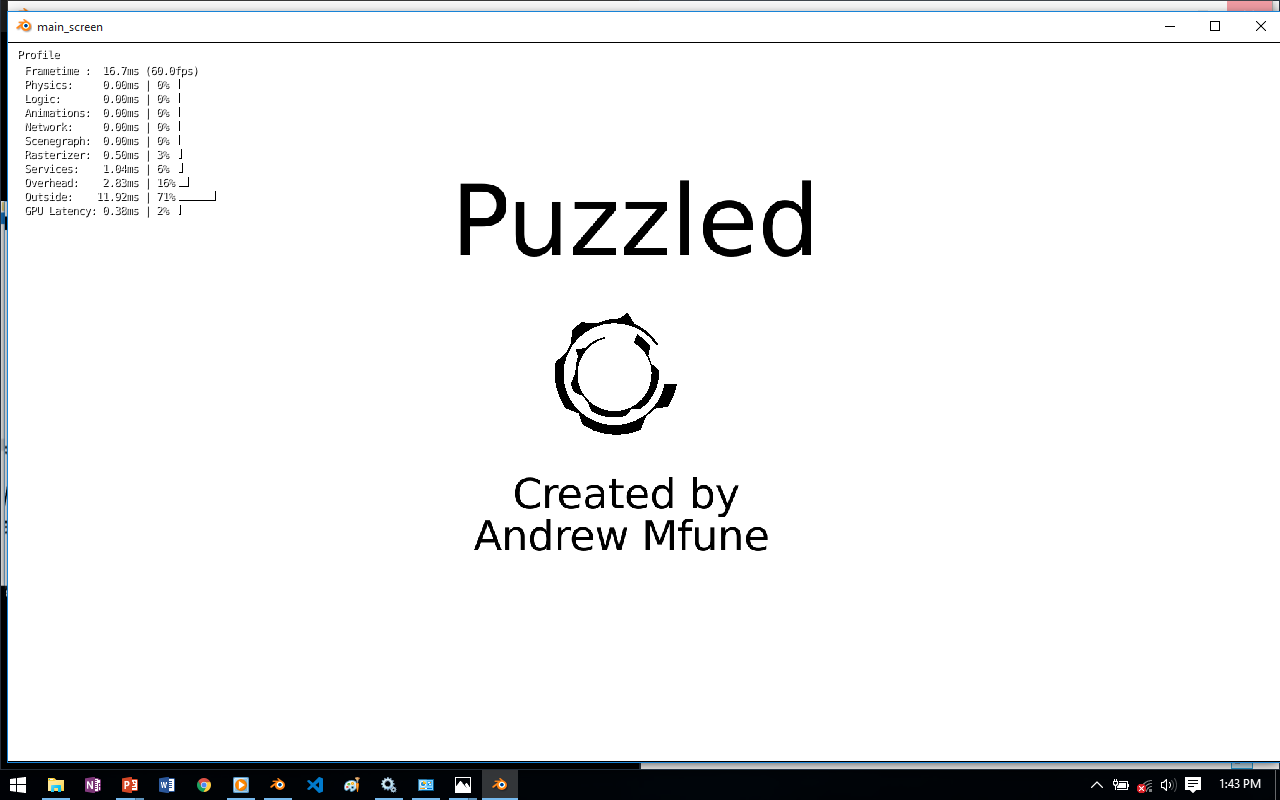 main_screen
Profile
Frametime : 16.7ms (60.0fps)
Physics: 0.00ms | 0%
Logic: 0.00ms | 0%
Animations: 0.00ms | 0%
Network: 0.00ms | 0%
Scenegraph: 0.00ms | 0%
Rasterizer: 0.50ms | 3%
Services: 1.04ms | 6%
Overhead: 2.83ms | 16%
Outside: 11.92ms | 71%
GPU Latency: 0.38ms | 2%
Puzzled
Created by
Andrew Mfune
1:43 PM